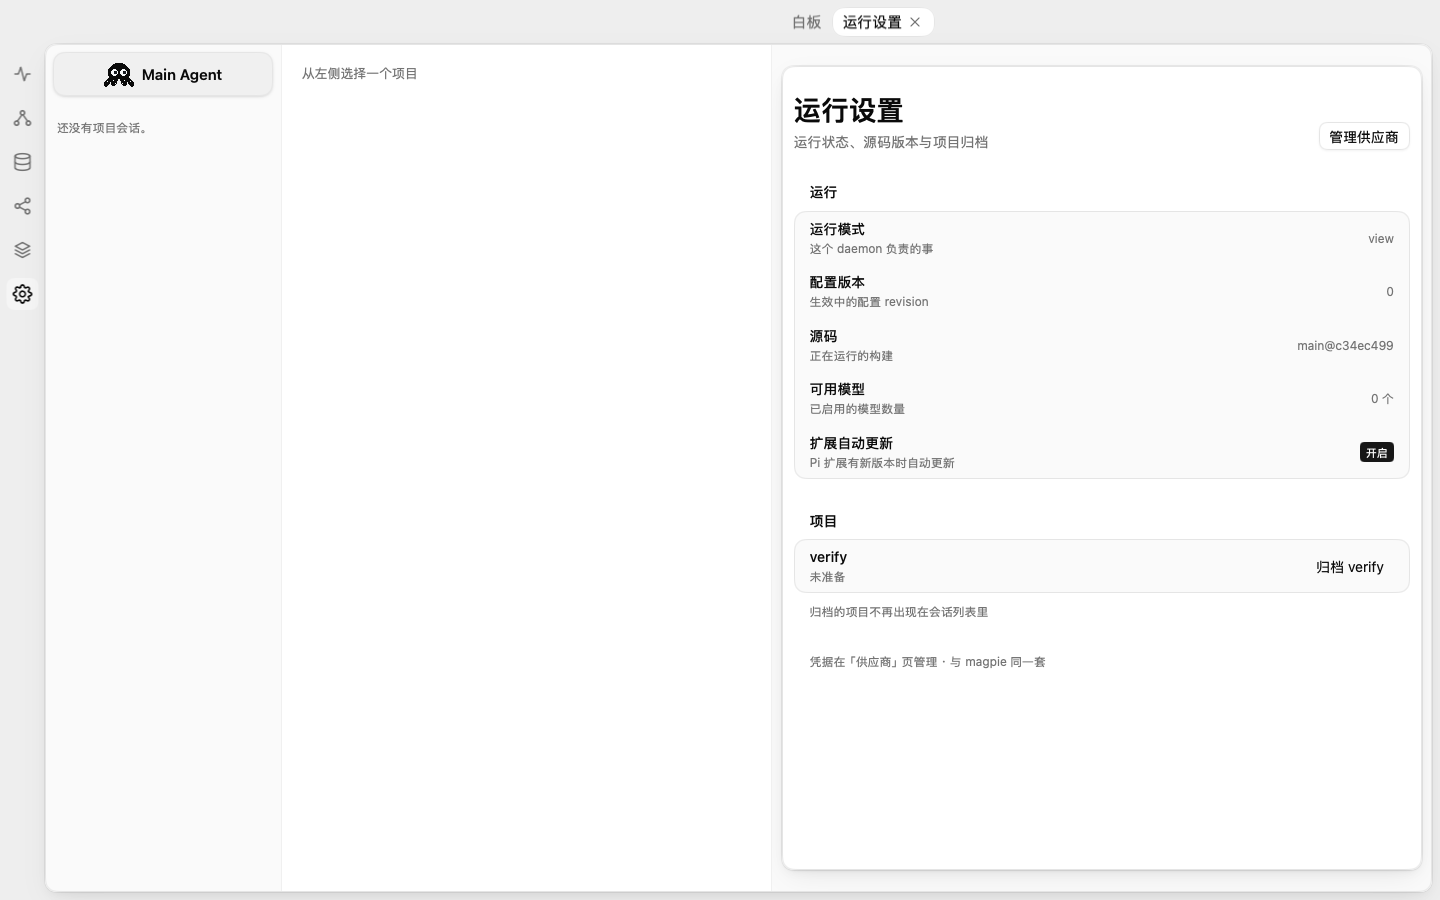 白板
运行设置
Main Agent
还没有项目会话。
从左侧选择一个项目
运行设置
运行状态、源码版本与项目归档
管理供应商
运行
运行模式
这个 daemon 负责的事
view
配置版本
生效中的配置 revision
0
源码
正在运行的构建
main@c34ec499
可用模型
已启用的模型数量
0 个
扩展自动更新
Pi 扩展有新版本时自动更新
开启
项目
verify
未准备
归档 verify
归档的项目不再出现在会话列表里
凭据在「供应商」页管理 · 与 magpie 同一套